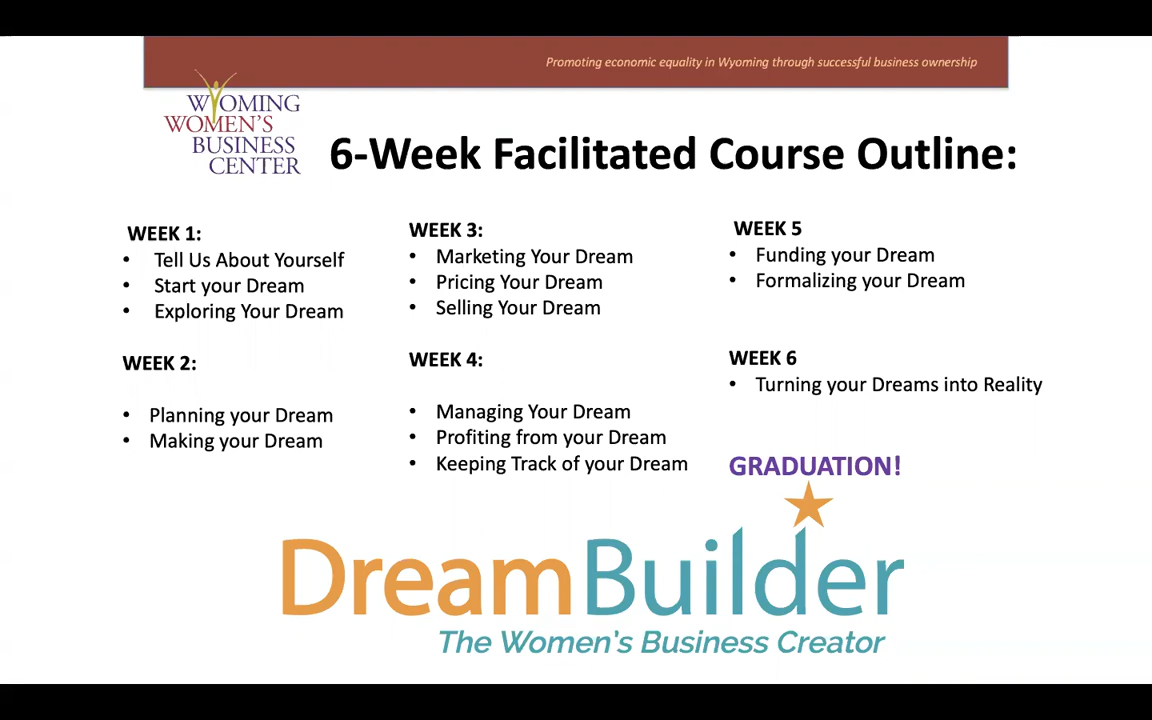 Promoting economic equality in Wyoming through successful business ownership
WYOMING
WOMEN'S
BUSINESS
CENTER
6-Week Facilitated Course Outline:
WEEK 1:
• Tell Us About Yourself
• Start your Dream
• Exploring Your Dream
WEEK 2:
• Planning your Dream
• Making your Dream
WEEK 3:
• Marketing Your Dream
• Pricing Your Dream
• Selling Your Dream
WEEK 4:
• Managing Your Dream
• Profiting from your Dream
• Keeping Track of your Dream
WEEK 5
• Funding your Dream
• Formalizing your Dream
WEEK 6
• Turning your Dreams into Reality
GRADUATION!
DreamBuilder
The Women's Business Creator